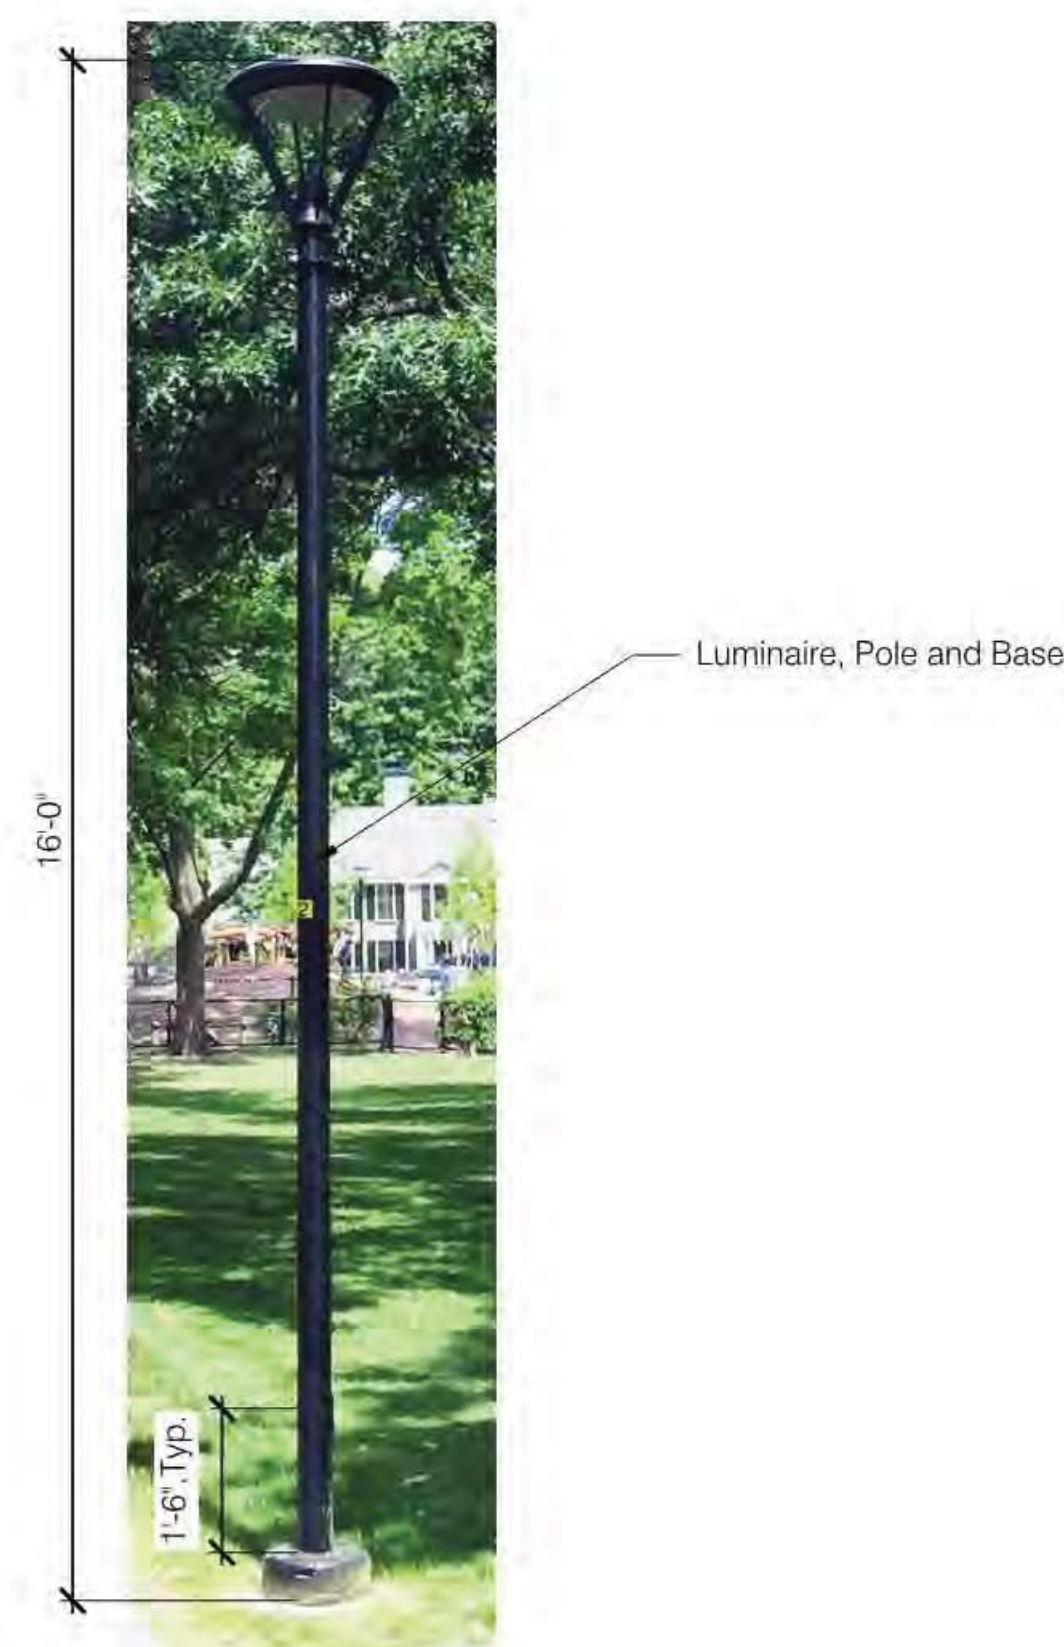 Luminaire, Pole and Base
16'-0"
2
1'-6", Typ.